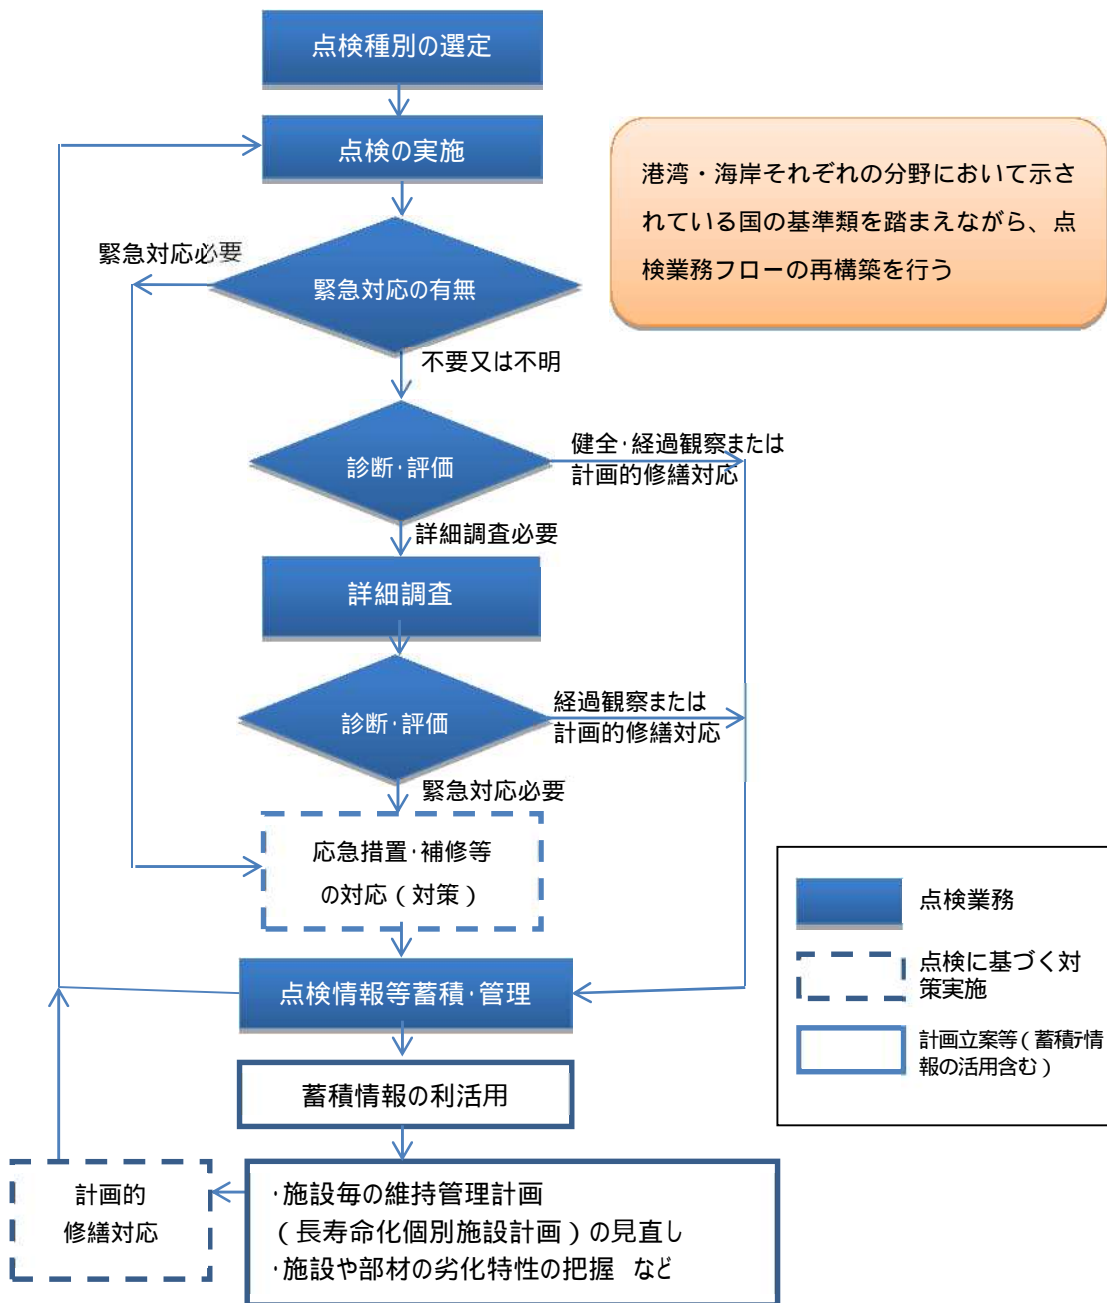 点検種別の選定
点検の実施
港湾・海岸それぞれの分野において示さ
れている国の基準類を踏まえながら、点
検業務フローの再構築を行う
緊急対応必要
緊急対応の有無
不要又は不明
診断・評価
健全・経過観察または
計画的修繕対応
詳細調査必要
詳細調査
診断・評価
経過観察または
計画的修繕対応
緊急対応必要
応急措置・補修等
の対応（対策）
点検情報等蓄積・管理
蓄積情報の利活用
計画的
修繕対応
・施設毎の維持管理計画
（長寿命化個別施設計画）の見直し
・施設や部材の劣化特性の把握 など
点検業務
点検に基づく対
策実施
計画立案等（蓄積ﾃ情
報の活用含む）